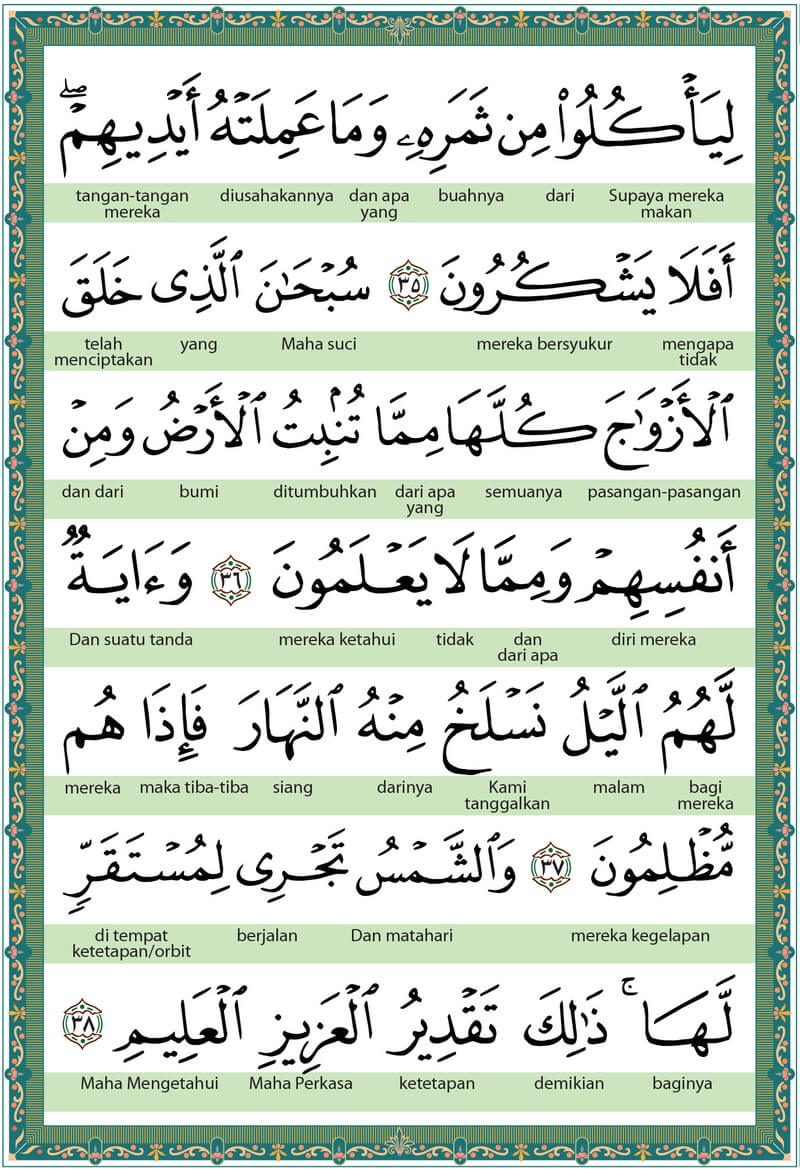 لِيَأۡكُلُواْ مِن ثَمَرِهِۦ وَمَا عَمِلَتۡهُ أَيۡدِيهِمۡۚ ۖ
Supaya mereka makan dari buahnya dan apa yang diusahakannya tangan-tangan mereka
أَفَلَا يَشۡكُرُونَ ٣٥ سُبۡحَٰنَ ٱلَّذِى خَلَقَ
mengapa tidak mereka bersyukur Maha suci yang telah menciptakan
ٱلۡأَزۡوَٰجَ كُلَّهَا مِمَّا تُنۢبِتُ ٱلۡأَرۡضُ وَمِنۡ
pasangan-pasangan semuanya dari apa yang ditumbuhkan bumi dan dari
أَنفُسِهِمۡ وَمِمَّا لَا يَعۡلَمُونَ ٣٦ وَءَايَةٞ
diri mereka dan dari apa tidak mereka ketahui Dan suatu tanda
لَّهُمُ ٱلَّيۡلُ نَسۡلَخُ مِنۡهُ ٱلنَّهَارَ فَإِذَا هُم
bagi mereka malam Kami tanggalkan darinya siang maka tiba-tiba mereka
مُّظۡلِمُونَ ٣٧ وَٱلشَّمۡسُ تَجۡرِى لِمُسۡتَقَرّٖ
mereka kegelapan Dan matahari berjalan di tempat ketetapan/orbit
لَّهَا ۚ ذَٰلِكَ تَقۡدِيرُ ٱلۡعَزِيزِ ٱلۡعَلِيمِ ٣٨
baginya demikian ketetapan Maha Perkasa Maha Mengetahui